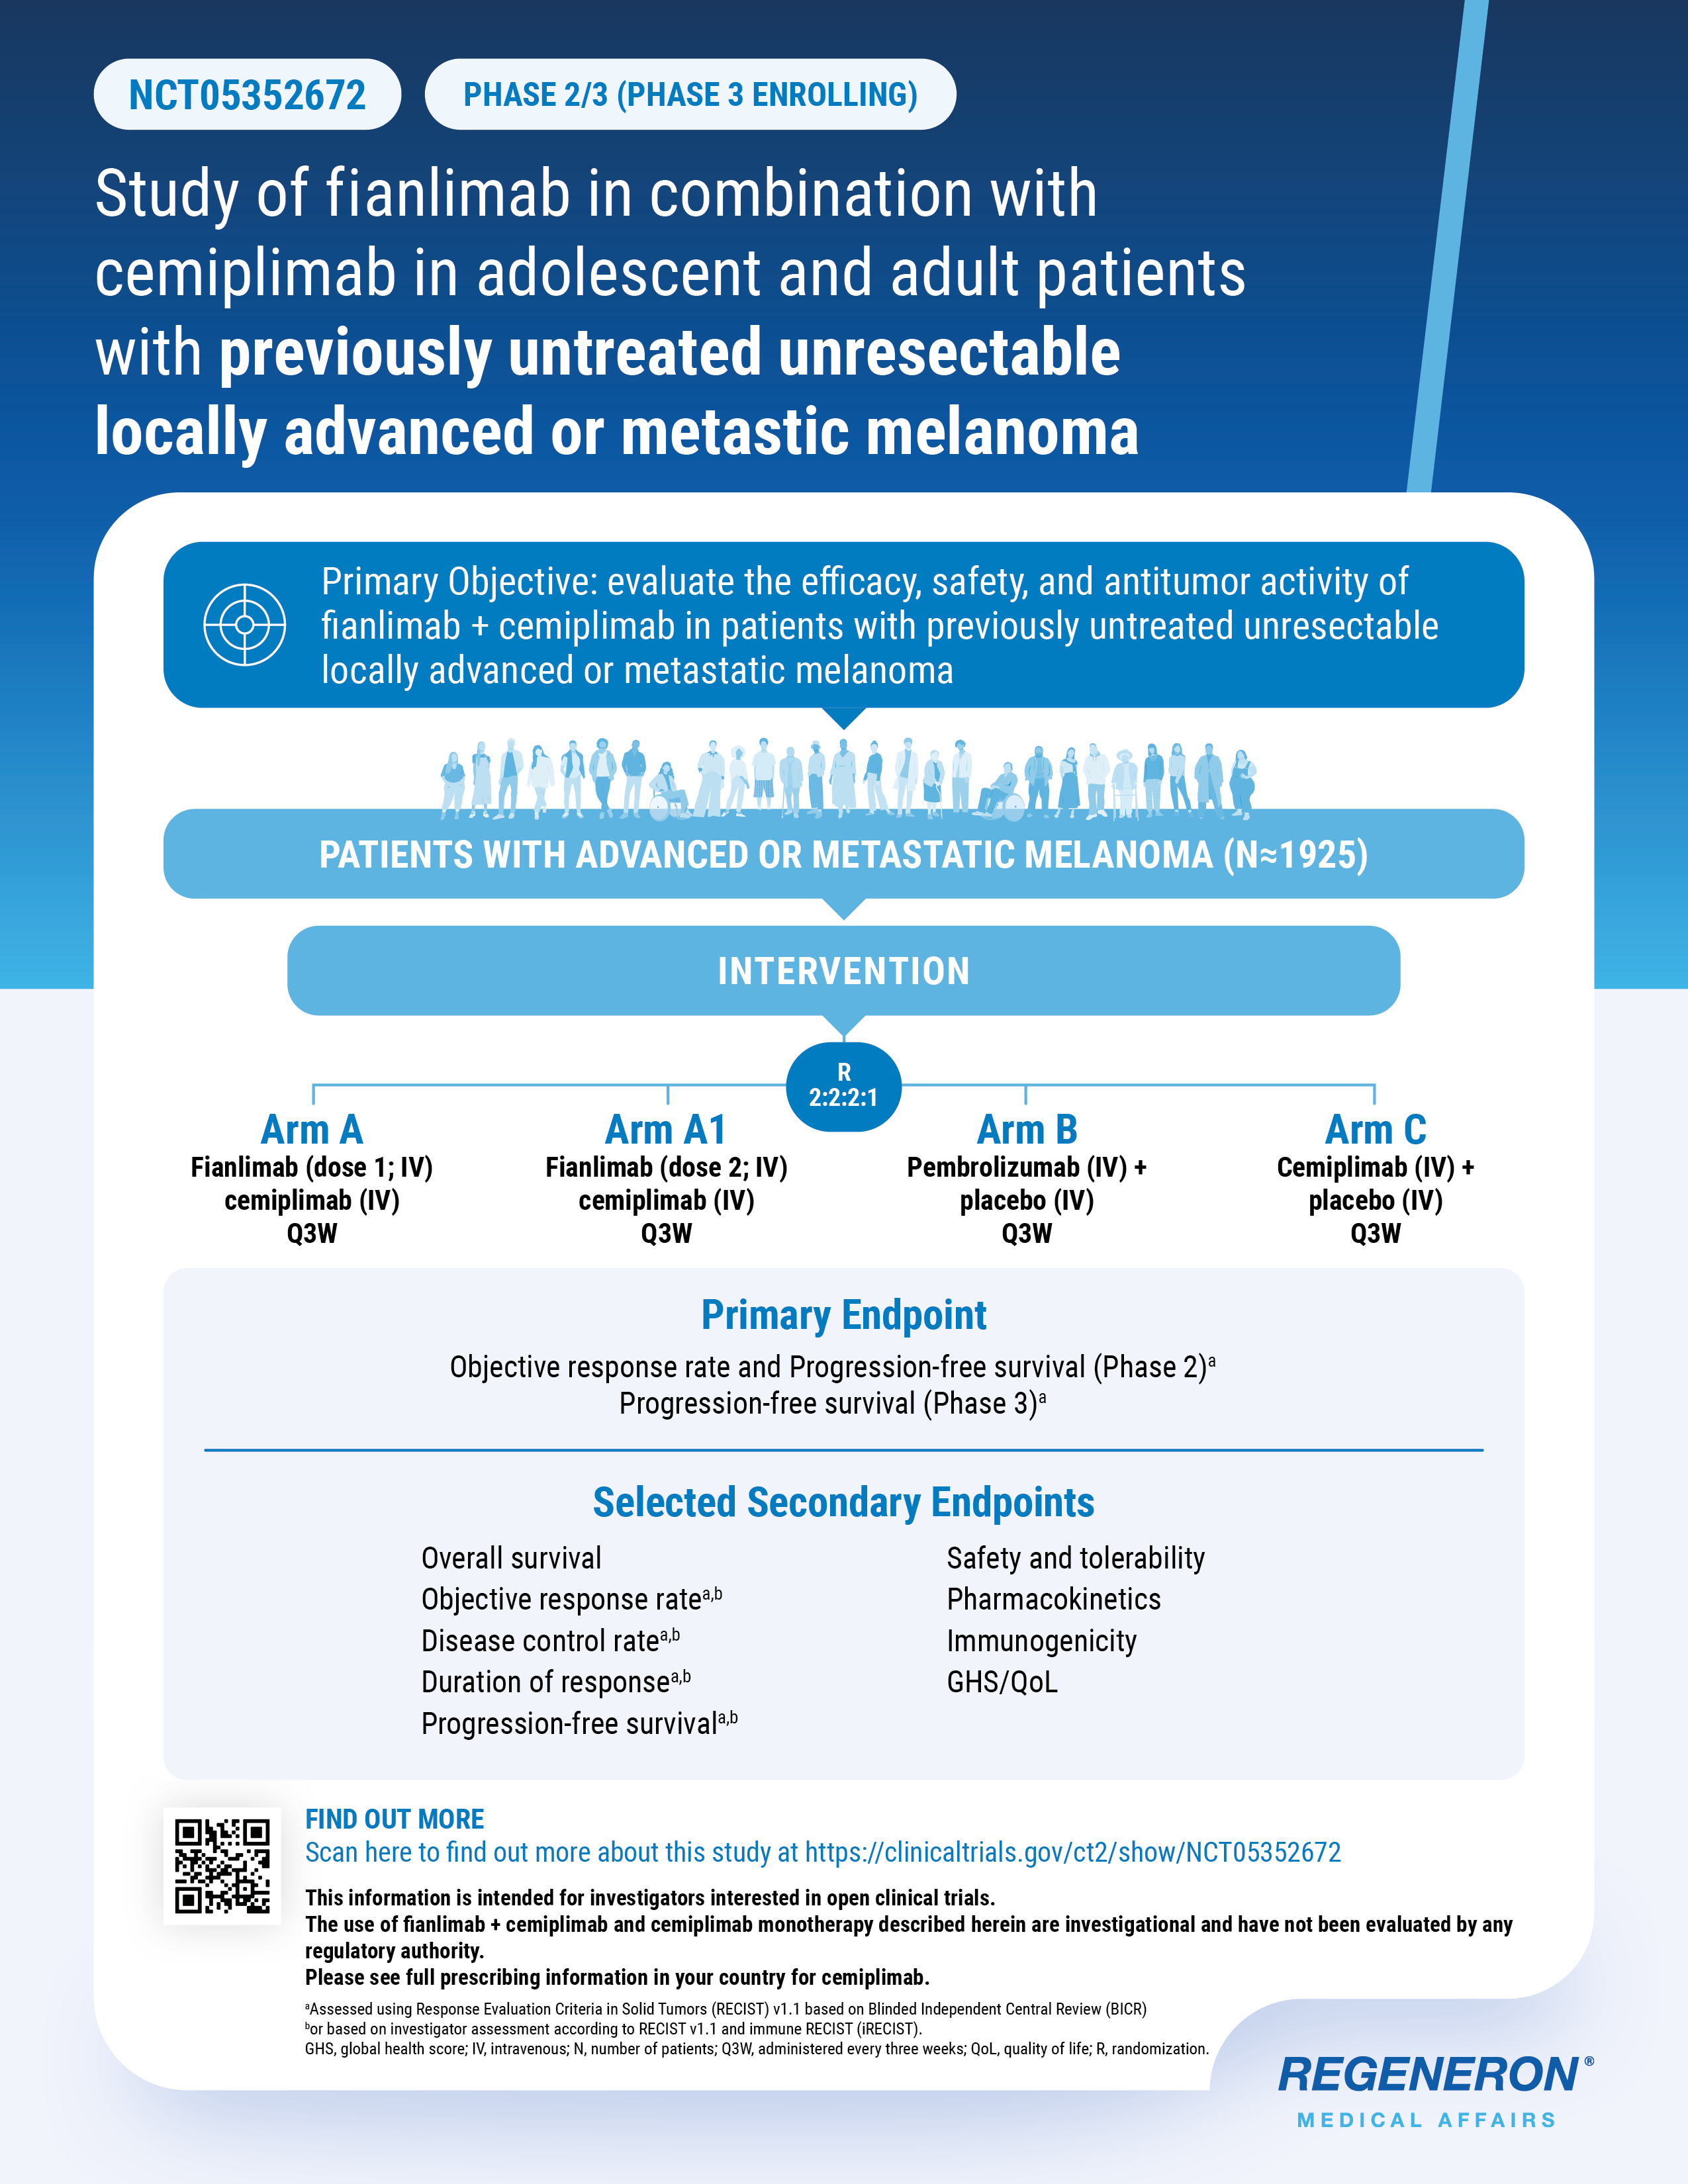 NCT05352672
PHASE 2/3 (PHASE 3 ENROLLING)
Study of fianlimab in combination with
cemiplimab in adolescent and adult patients
with previously untreated unresectable
locally advanced or metastic melanoma
Primary Objective: evaluate the efficacy, safety, and antitumor activity of
fianlimab + cemiplimab in patients with previously untreated unresectable
locally advanced or metastatic melanoma
PATIENTS WITH ADVANCED OR METASTATIC MELANOMA (N≈1925)
INTERVENTION
R
2:2:2:1
Arm A
Fianlimab (dose 1; IV)
cemiplimab (IV)
Q3W
Arm A1
Fianlimab (dose 2; IV)
cemiplimab (IV)
Q3W
Arm B
Pembrolizumab (IV) +
placebo (IV)
Q3W
Arm C
Cemiplimab (IV) +
placebo (IV)
Q3W
Primary Endpoint
Objective response rate and Progression-free survival (Phase 2)ᵃ
Progression-free survival (Phase 3)ᵃ
Selected Secondary Endpoints
Overall survival
Objective response rateᵃ,ᵇ
Disease control rateᵃ,ᵇ
Duration of responseᵃ,ᵇ
Progression-free survivalᵃ,ᵇ
Safety and tolerability
Pharmacokinetics
Immunogenicity
GHS/QoL
FIND OUT MORE
Scan here to find out more about this study at https://clinicaltrials.gov/ct2/show/NCT05352672
This information is intended for investigators interested in open clinical trials.
The use of fianlimab + cemiplimab and cemiplimab monotherapy described herein are investigational and have not been evaluated by any
regulatory authority.
Please see full prescribing information in your country for cemiplimab.
ᵃAssessed using Response Evaluation Criteria in Solid Tumors (RECIST) v1.1 based on Blinded Independent Central Review (BICR)
ᵇor based on investigator assessment according to RECIST v1.1 and immune RECIST (iRECIST).
GHS, global health score; IV, intravenous; N, number of patients; Q3W, administered every three weeks; QoL, quality of life; R, randomization.
REGENERON®
MEDICAL AFFAIRS